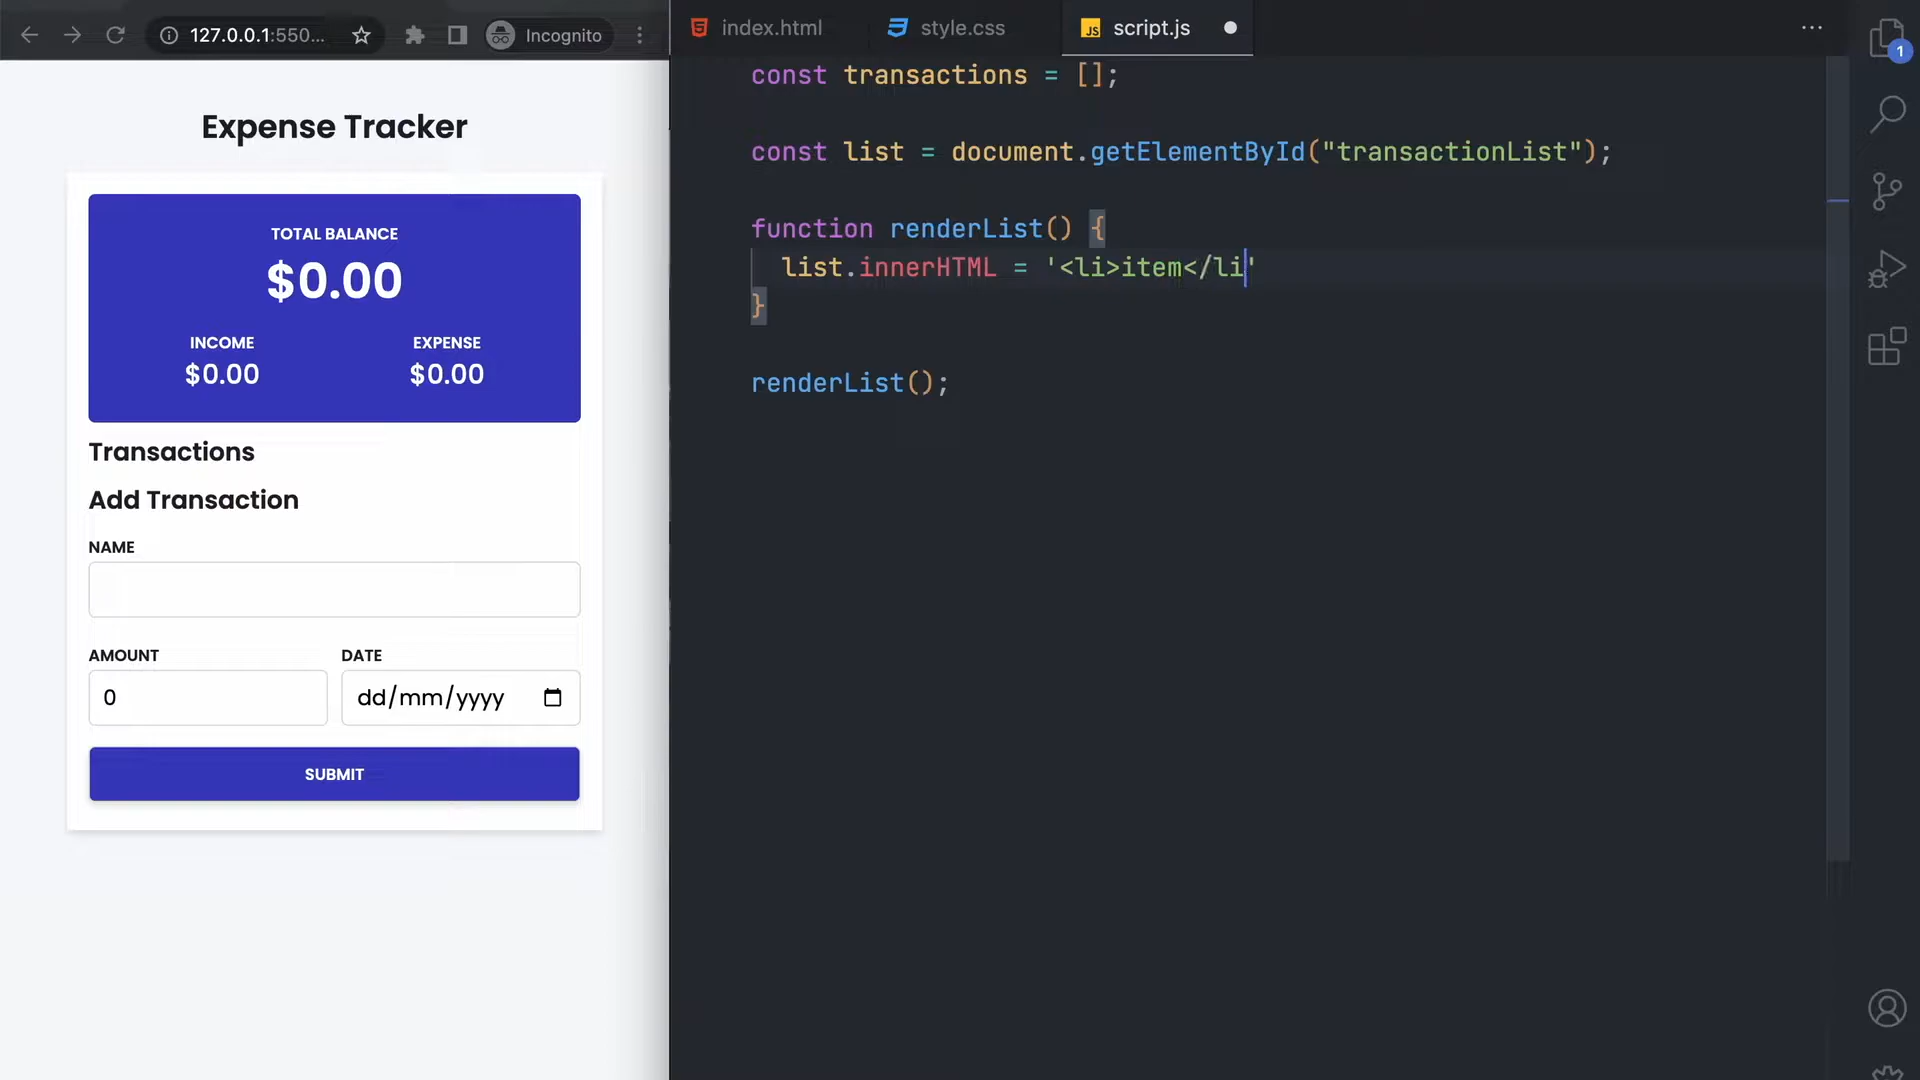 127.0.0.1:550...
Incognito
Expense Tracker
TOTAL BALANCE
$0.00
INCOME
EXPENSE
$0.00
$0.00
Transactions
Add Transaction
NAME
AMOUNT
DATE
0
dd/mm/yyyy
SUBMIT
index.html
style.css
JS
script.js
1
const transactions = [];
const list = document.getElementById("transactionList");
function renderList() {
list.innerHTML = '<li>item</li'
}
renderList();